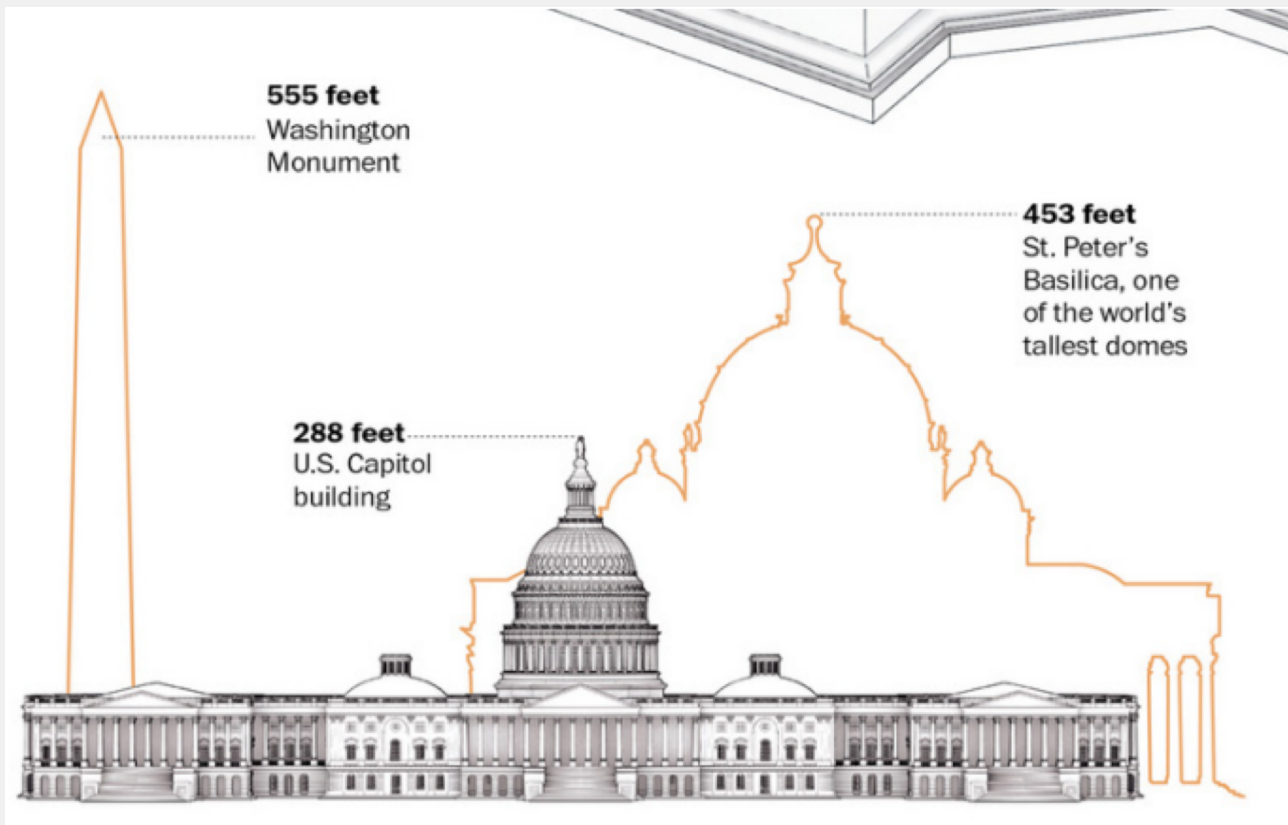 555 feet
Washington
Monument
453 feet
St. Peter’s
Basilica, one
of the world’s
tallest domes
288 feet
U.S. Capitol
building